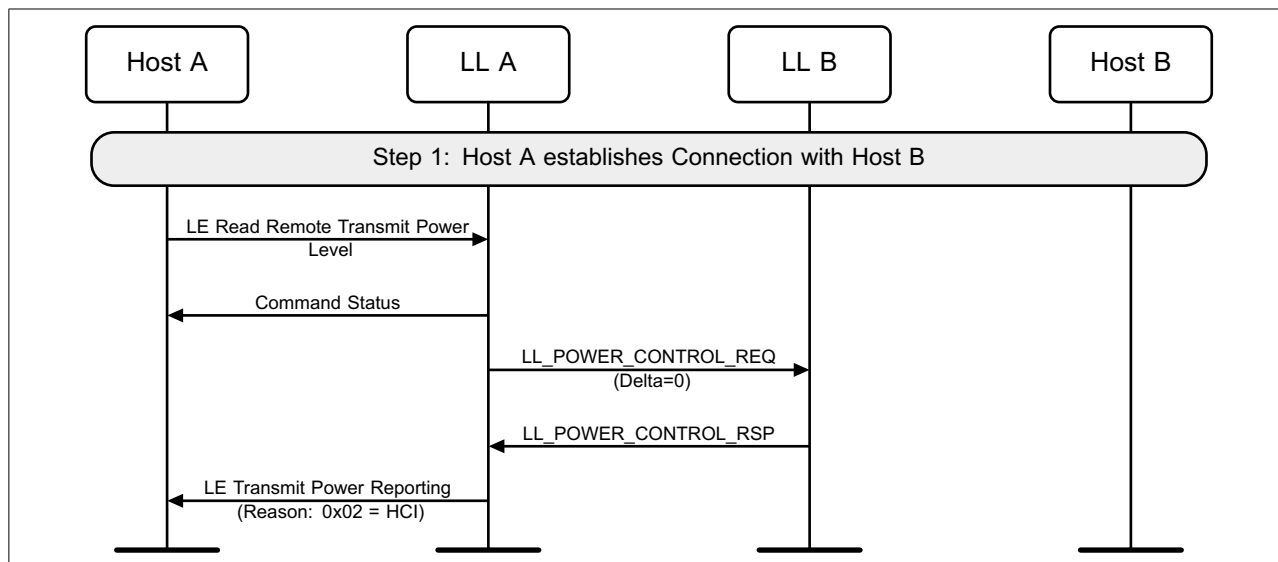 Host A
LL A
LL B
Host B
Step 1: Host A establishes Connection with Host B
LE Read Remote Transmit Power
Level
Command Status
LL_POWER_CONTROL_REQ
(Delta=0)
LL_POWER_CONTROL_RSP
LE Transmit Power Reporting
(Reason: 0x02 = HCI)